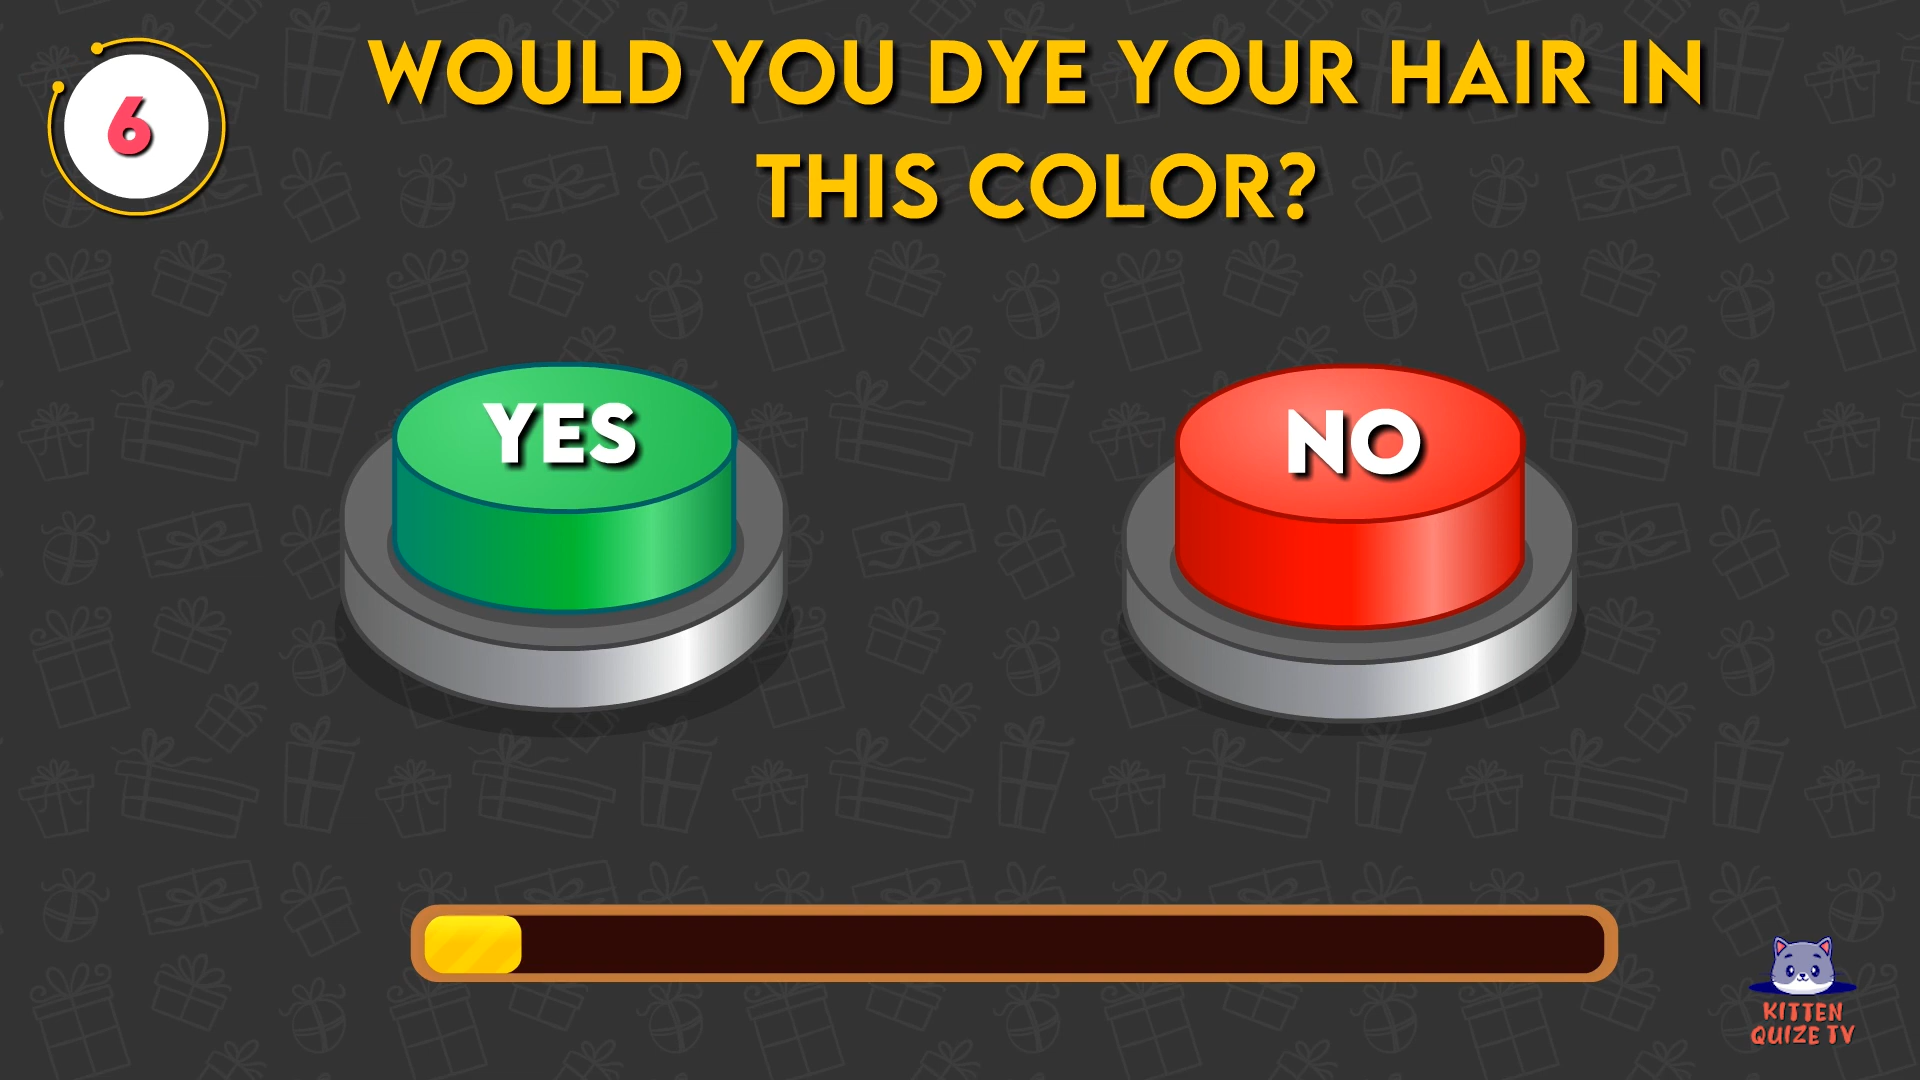 6
WOULD YOU DYE YOUR HAIR IN
THIS COLOR?
YES
NO
KITTEN
QUIZE TV